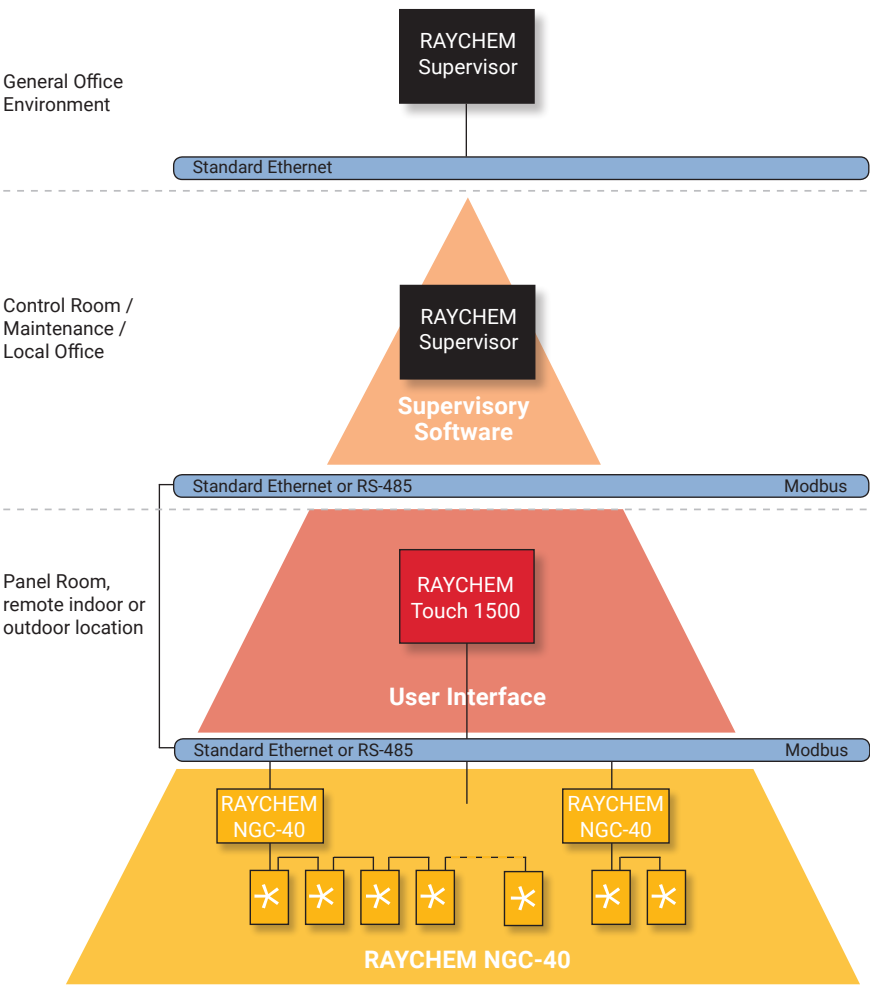 RAYCHEM
Supervisor
General Office
Environment
Standard Ethernet
Control Room /
Maintenance /
Local Office
RAYCHEM
Supervisor
Supervisory
Software
Standard Ethernet or RS-485 Modbus
Panel Room,
remote indoor or
outdoor location
RAYCHEM
Touch 1500
User Interface
Standard Ethernet or RS-485 Modbus
RAYCHEM
NGC-40
RAYCHEM
NGC-40
RAYCHEM NGC-40